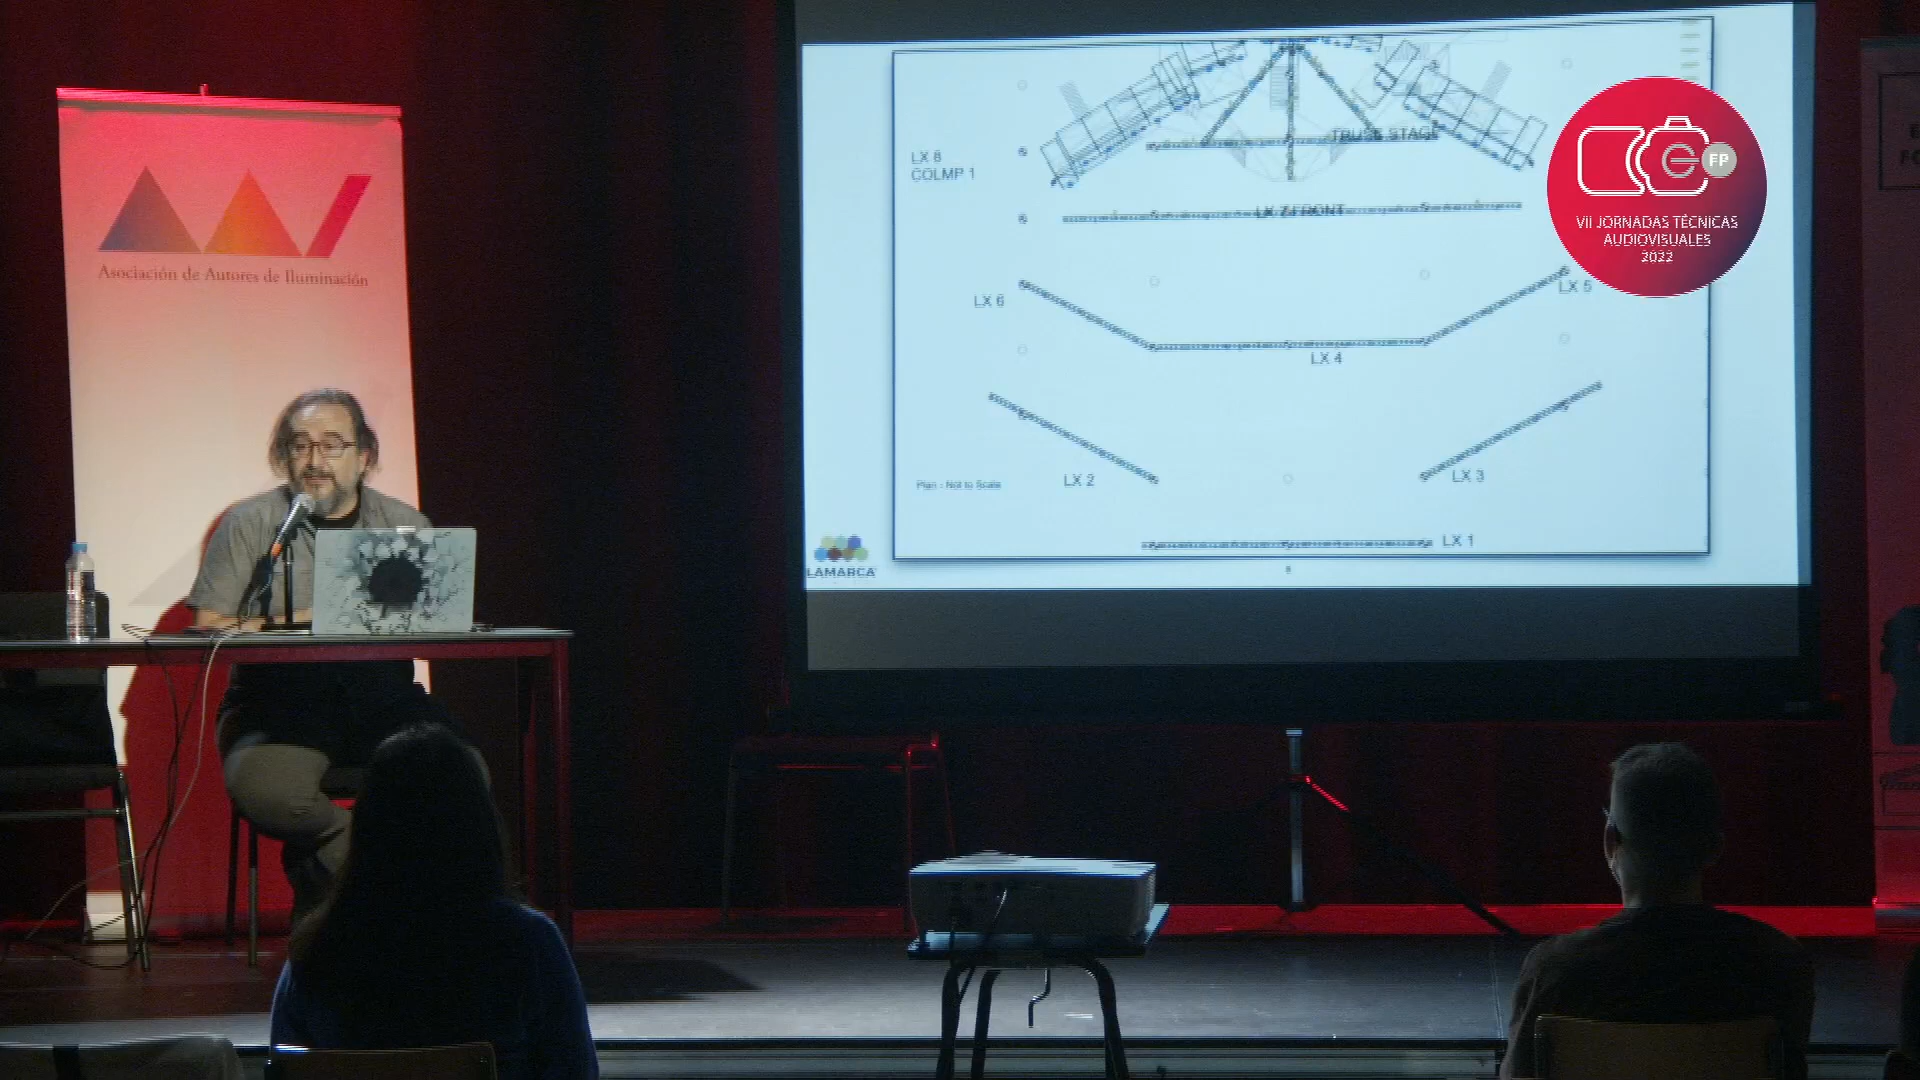 Asociación de Autores de Iluminación
TRUSS STAGE
LX 8
COLMP 1
LX 7 FRONT
LX 6
LX 5
LX 4
LX 2
LX 3
Plan : Not to Scale
LX 1
LAMARCA
FP
VII JORNADAS TÉCNICAS
AUDIOVISUALES
2022